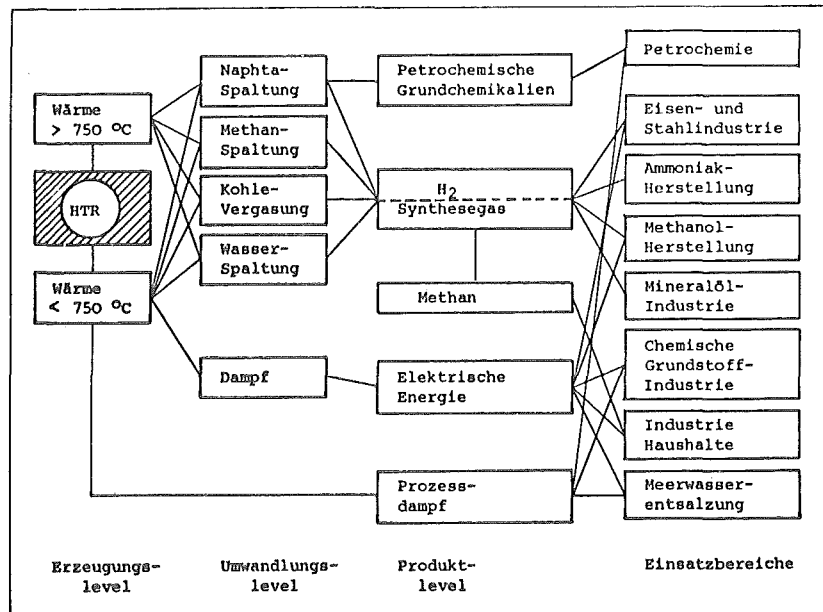 Wärme
> 750 °C
HTR
Wärme
< 750 °C
Naphta-
Spaltung
Methan-
Spaltung
Kohle-
Vergasung
Wasser-
Spaltung
Dampf
Petrochemische
Grundchemikalien
H2
Synthesegas
Methan
Elektrische
Energie
Prozess-
dampf
Petrochemie
Eisen- und
Stahlindustrie
Ammoniak-
Herstellung
Methanol-
Herstellung
Mineralöl-
Industrie
Chemische
Grundstoff-
Industrie
Industrie
Haushalte
Meerwasser-
entsalzung
Erzeugungs-
level
Umwandlungs-
level
Produkt-
level
Einsatzbereiche